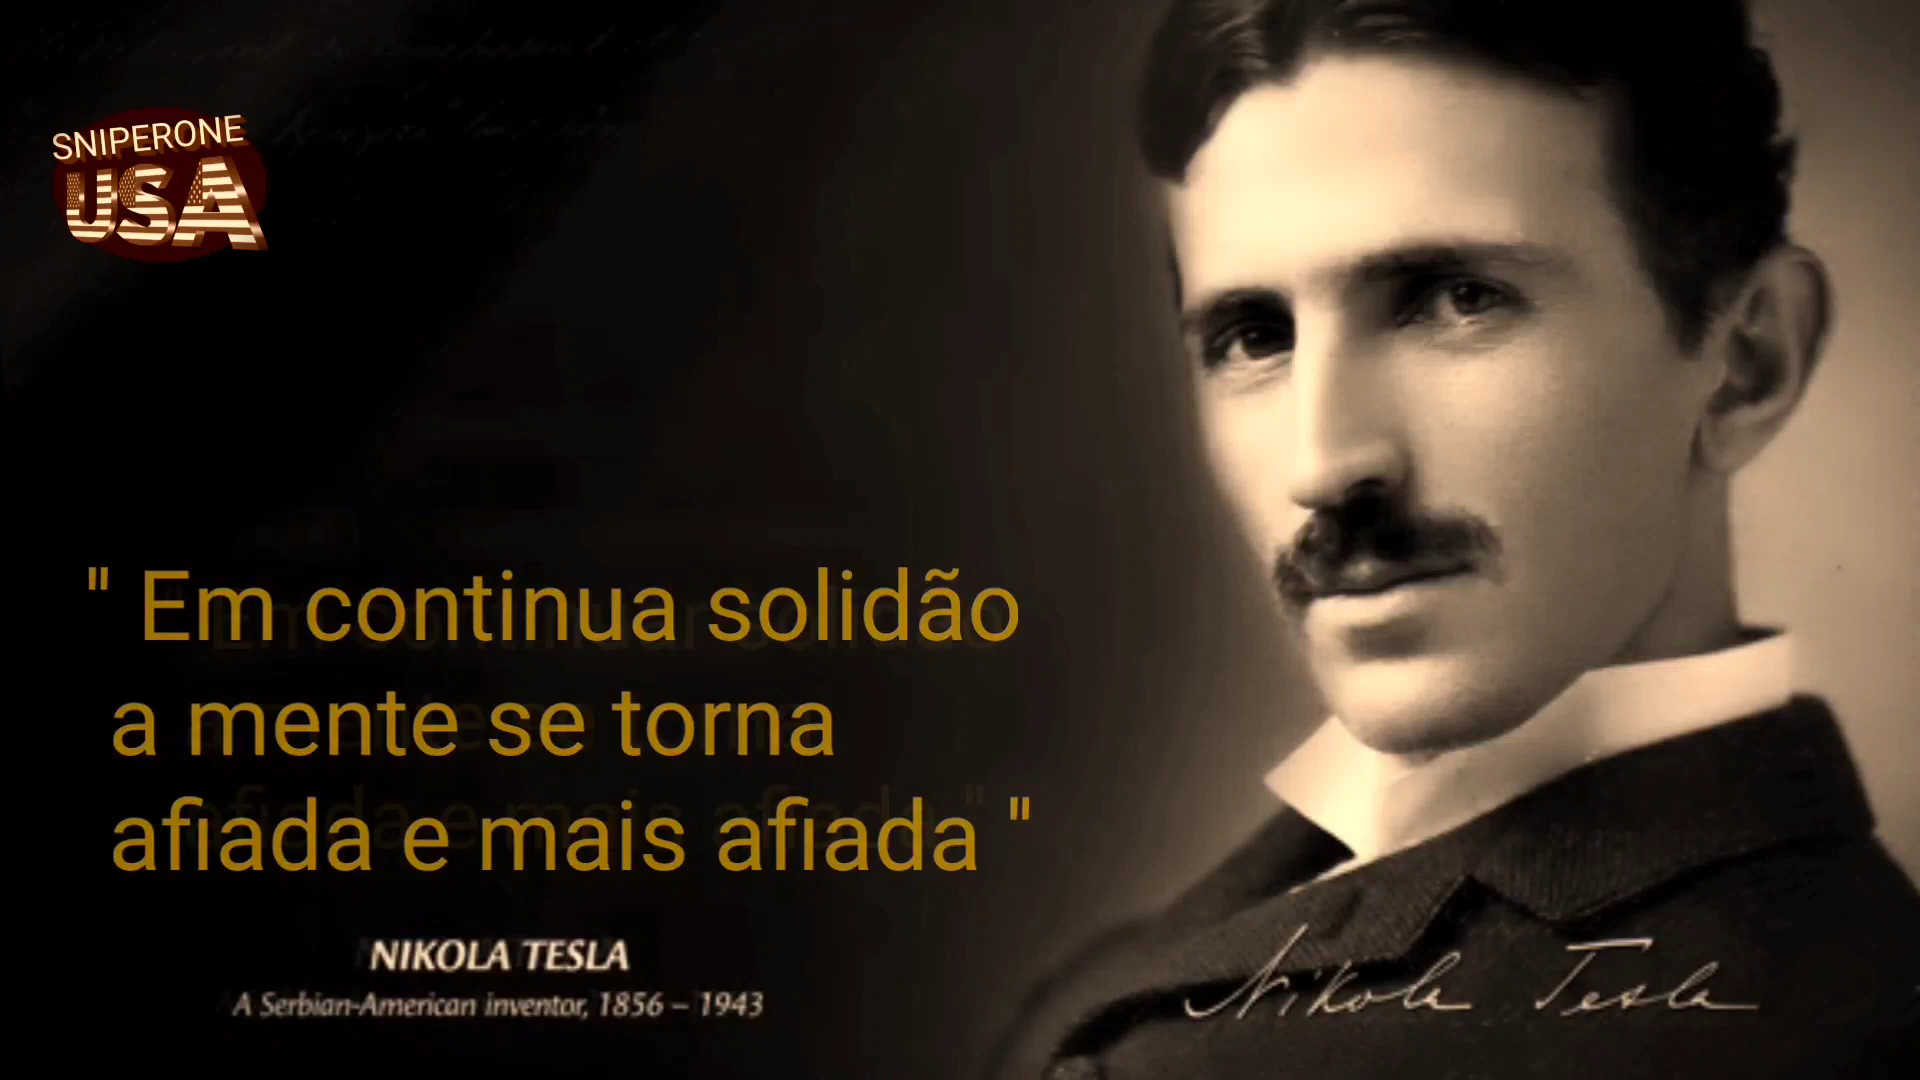 SNIPERONE
USA
" Em continua solidão
a mente se torna
afiada e mais afiada "
NIKOLA TESLA
A Serbian-American inventor, 1856 – 1943
Nikola Tesla